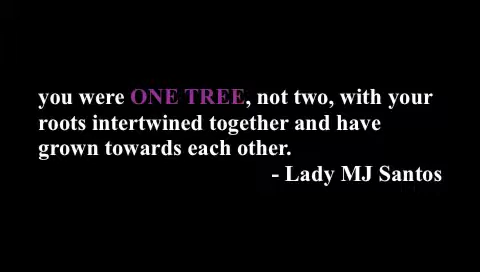 you were ONE TREE, not two, with your
roots intertwined together and have
grown towards each other.
- Lady MJ Santos